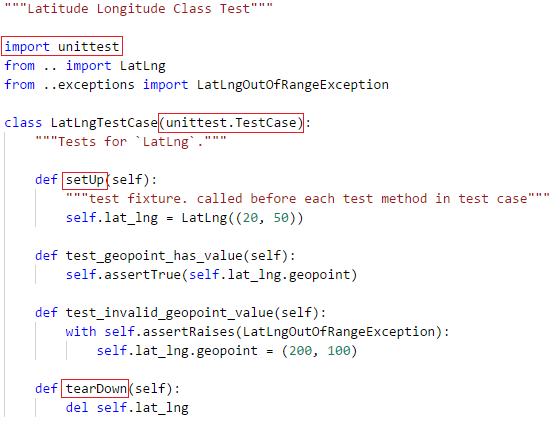 """Latitude Longitude Class Test"""
import unittest
from .. import LatLng
from ..exceptions import LatLngOutOfRangeException
class LatLngTestCase(unittest.TestCase):
"""Tests for `LatLng`."""
def setUp(self):
"""test fixture. called before each test method in test case"""
self.lat_lng = LatLng((20, 50))
def test_geopoint_has_value(self):
self.assertTrue(self.lat_lng.geopoint)
def test_invalid_geopoint_value(self):
with self.assertRaises(LatLngOutOfRangeException):
self.lat_lng.geopoint = (200, 100)
def tearDown(self):
del self.lat_lng